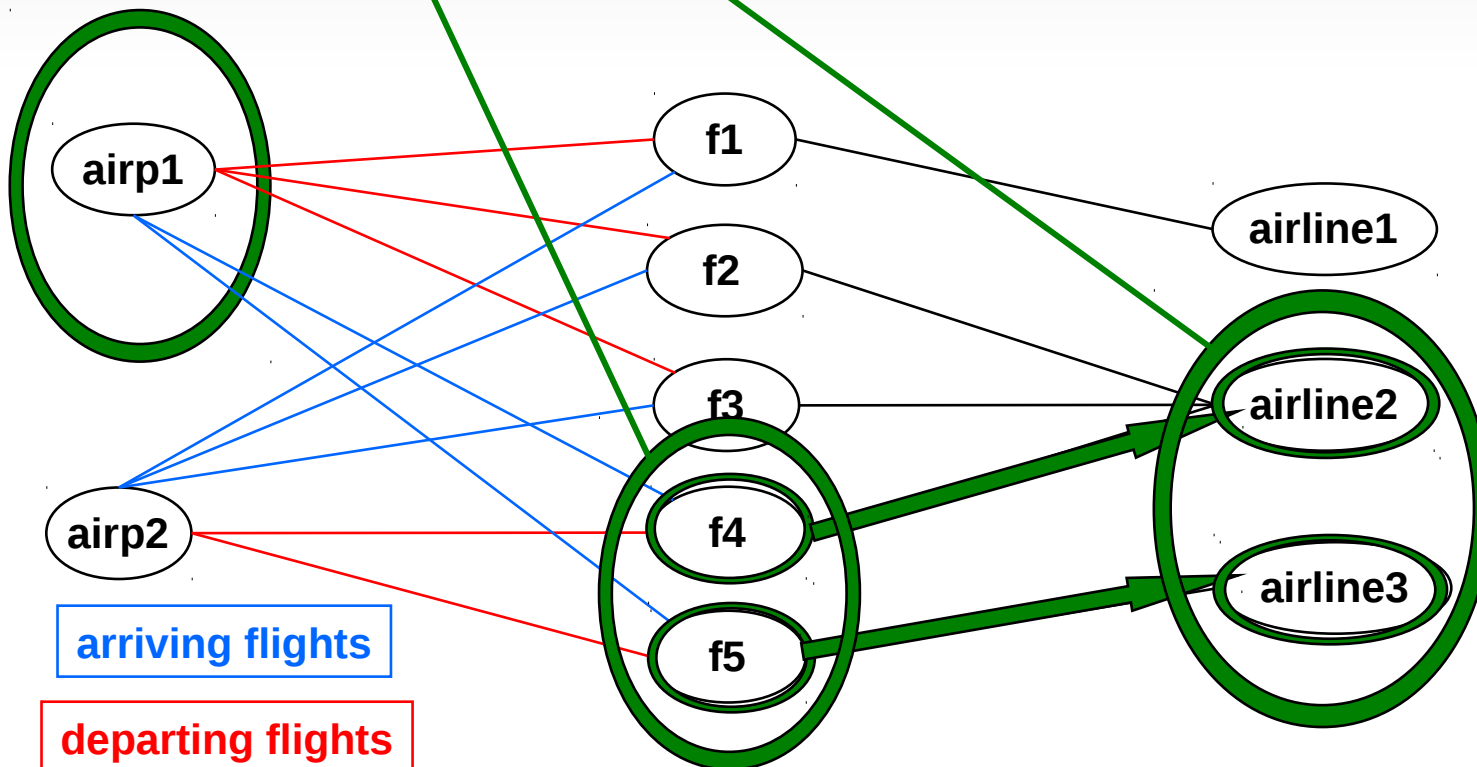 airp1
f1
f2
airline1
f3
airline2
airp2
f4
airline3
arriving flights
f5
departing flights